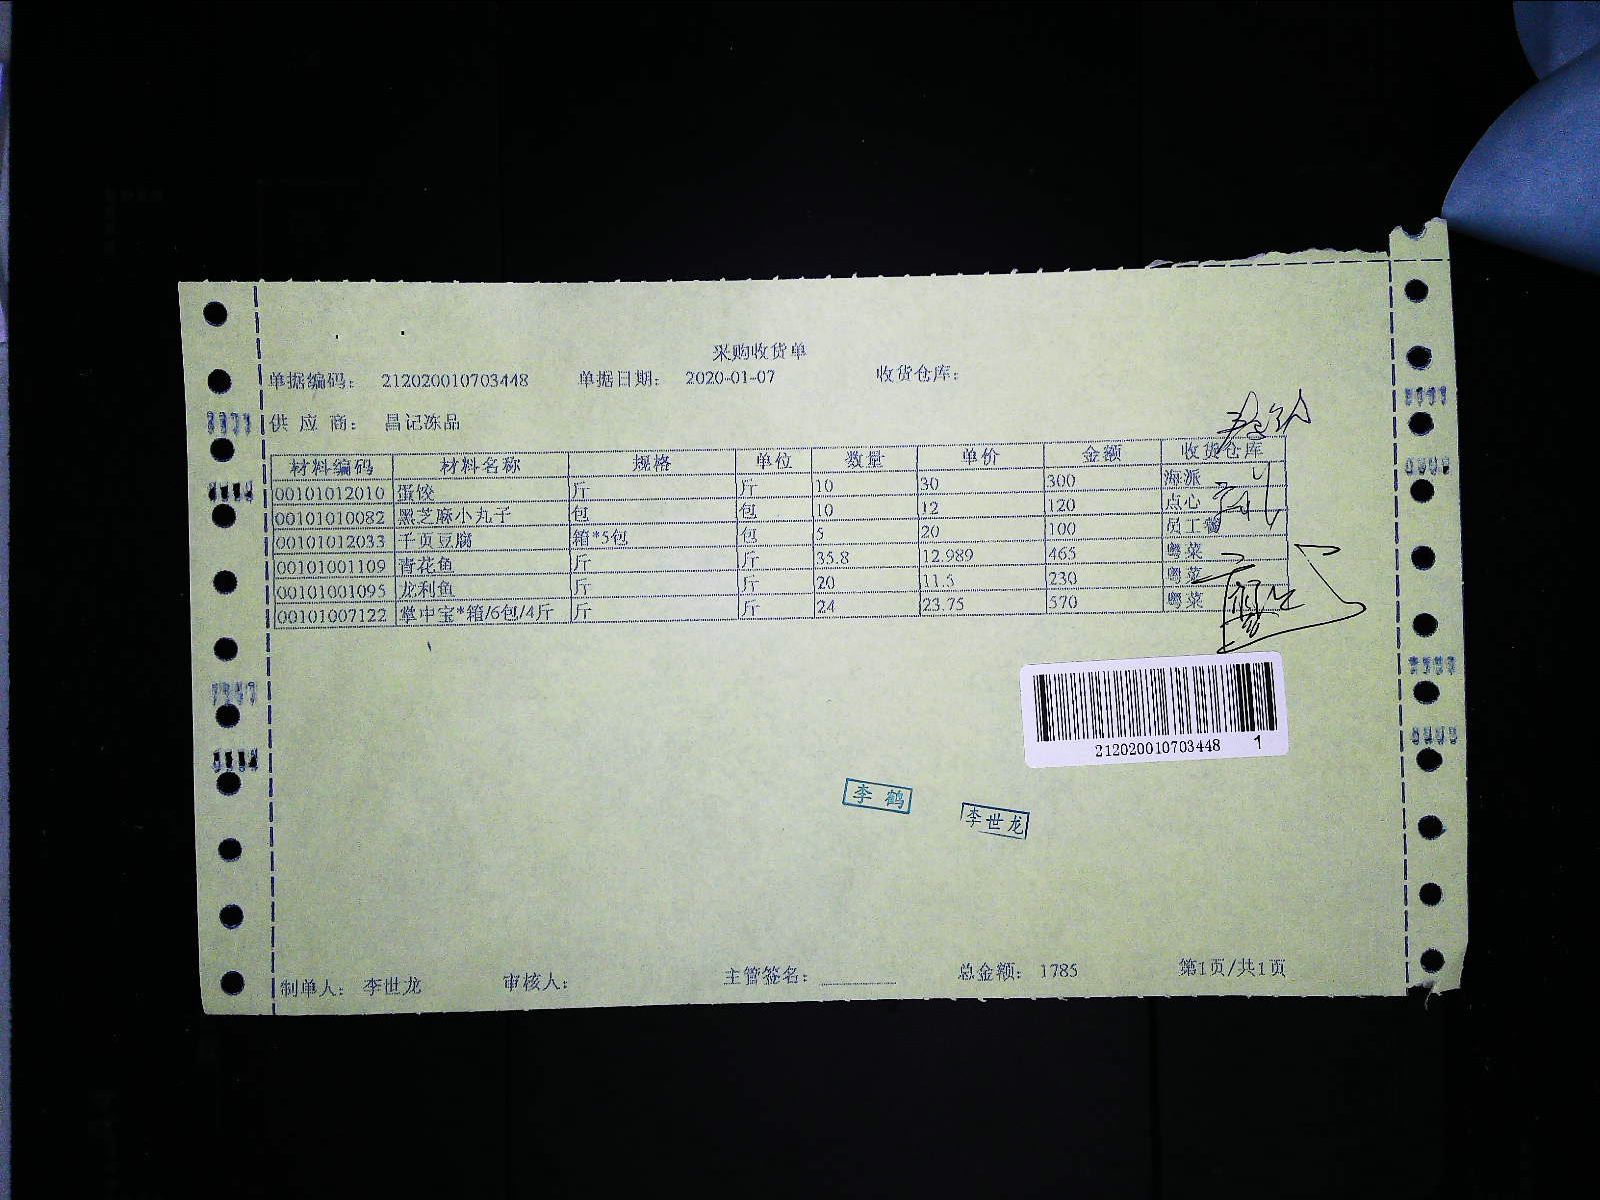 采购收货单
单据编码： 212020010703448 单据日期： 2020-01-07 收货仓库：
供 应 商： 昌记冻品
材料编码 材料名称 规格 单位 数量 单价 金额 收货仓库
00101012010 蛋饺 斤 斤 10 30 300 海派
00101010082 黑芝麻小丸子 包 包 10 12 120 点心
00101012033 千页豆腐 箱*5包 包 5 20 100 员工餐
00101001109 青花鱼 斤 斤 35.8 12.989 465 粤菜
00101001095 龙利鱼 斤 斤 20 11.5 230 粤菜
00101007122 掌中宝*箱/6包/4斤 斤 斤 24 23.75 570 粤菜
212020010703448 1
李 鹤
李世龙
制单人： 李世龙 审核人： 主管签名： 总金额： 1785 第1页/共1页